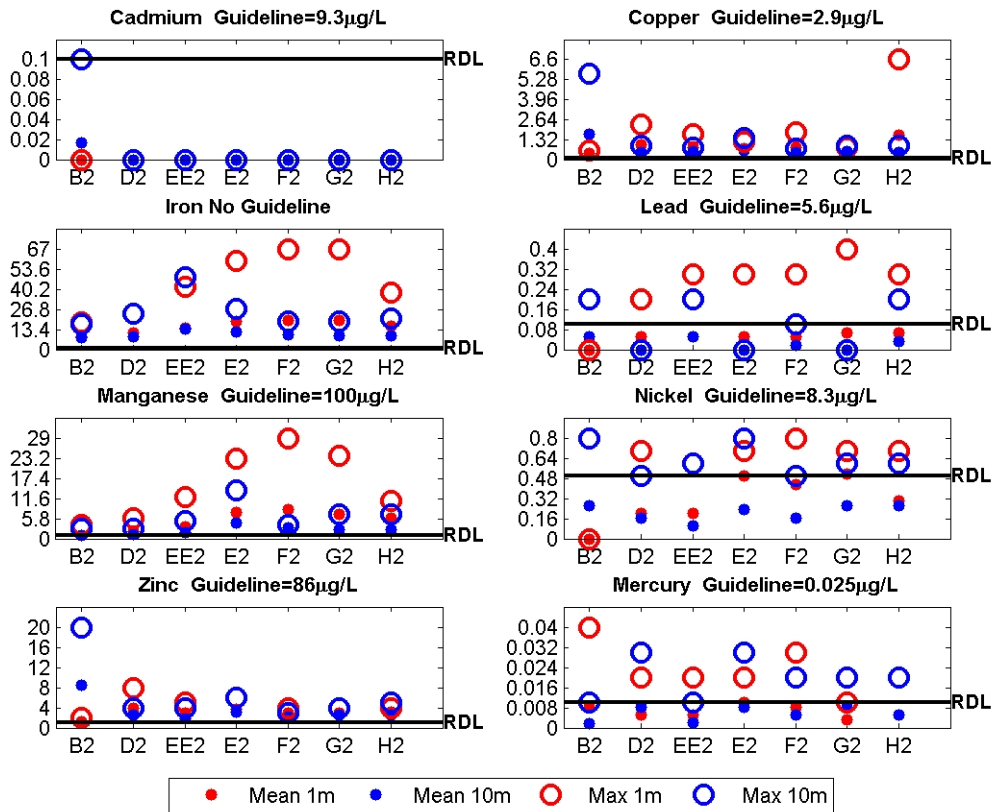 Cadmium Guideline=9.3µg/L
0.1
0.08
0.06
0.04
0.02
0
RDL
B2 D2 EE2 E2 F2 G2 H2
Copper Guideline=2.9µg/L
6.6
5.28
3.96
2.64
1.32
0
RDL
B2 D2 EE2 E2 F2 G2 H2
Iron No Guideline
67
53.6
40.2
26.8
13.4
0
RDL
B2 D2 EE2 E2 F2 G2 H2
Lead Guideline=5.6µg/L
0.4
0.32
0.24
0.16
0.08
0
RDL
B2 D2 EE2 E2 F2 G2 H2
Manganese Guideline=100µg/L
29
23.2
17.4
11.6
5.8
0
RDL
B2 D2 EE2 E2 F2 G2 H2
Nickel Guideline=8.3µg/L
0.8
0.64
0.48
0.32
0.16
0
RDL
B2 D2 EE2 E2 F2 G2 H2
Zinc Guideline=86µg/L
20
16
12
8
4
0
RDL
B2 D2 EE2 E2 F2 G2 H2
Mercury Guideline=0.025µg/L
0.04
0.032
0.024
0.016
0.008
0
RDL
B2 D2 EE2 E2 F2 G2 H2
Mean 1m Mean 10m Max 1m Max 10m